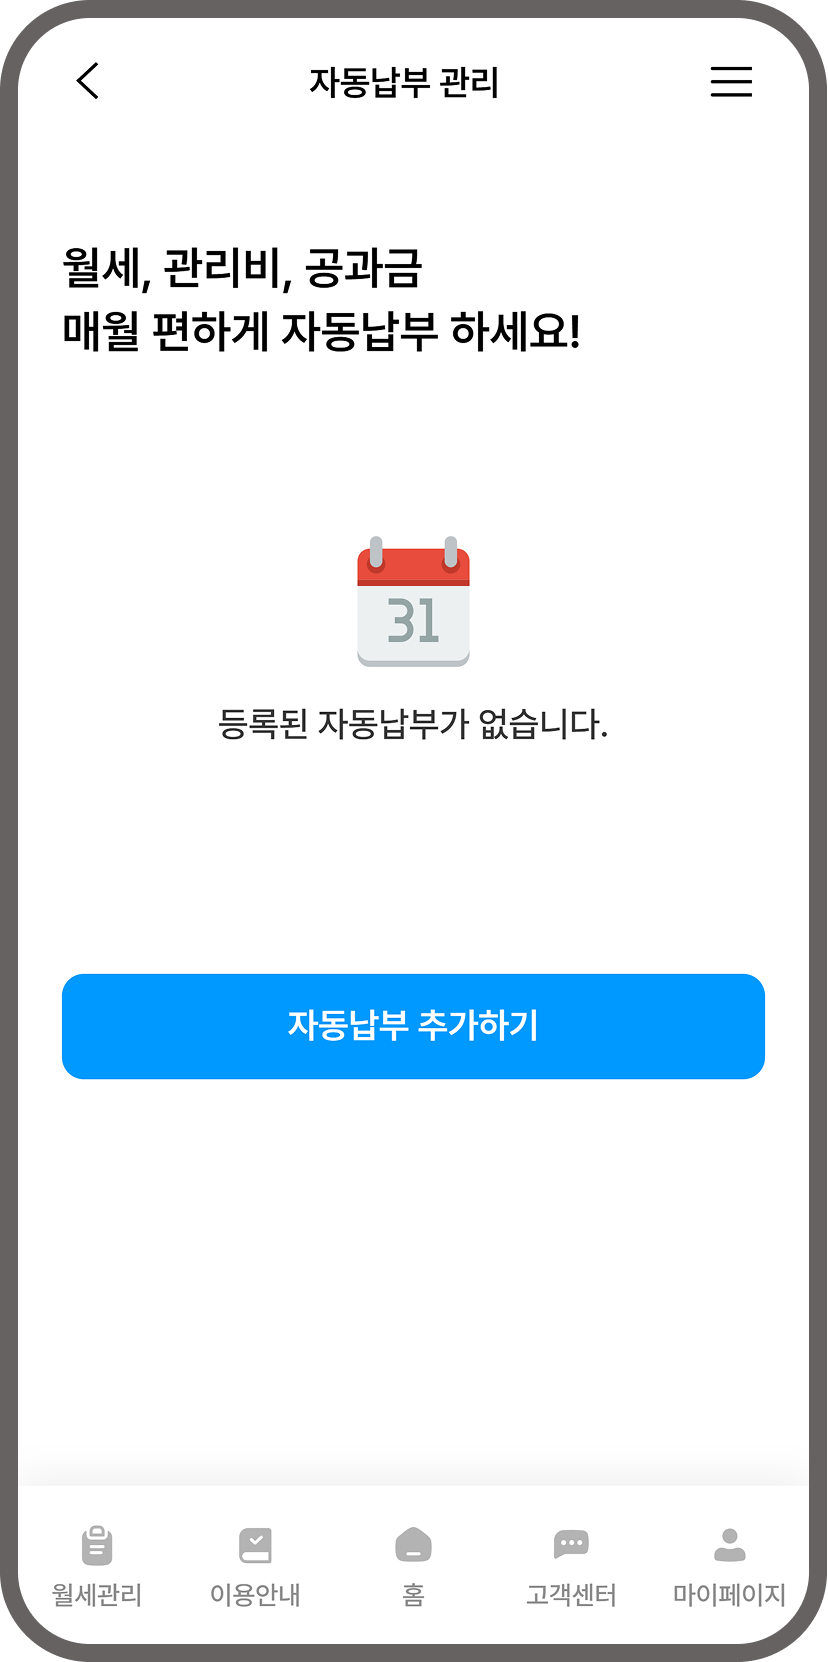 자동납부 관리
월세, 관리비, 공과금
매월 편하게 자동납부 하세요!
31
등록된 자동납부가 없습니다.
자동납부 추가하기
월세관리
이용안내
홈
고객센터
마이페이지